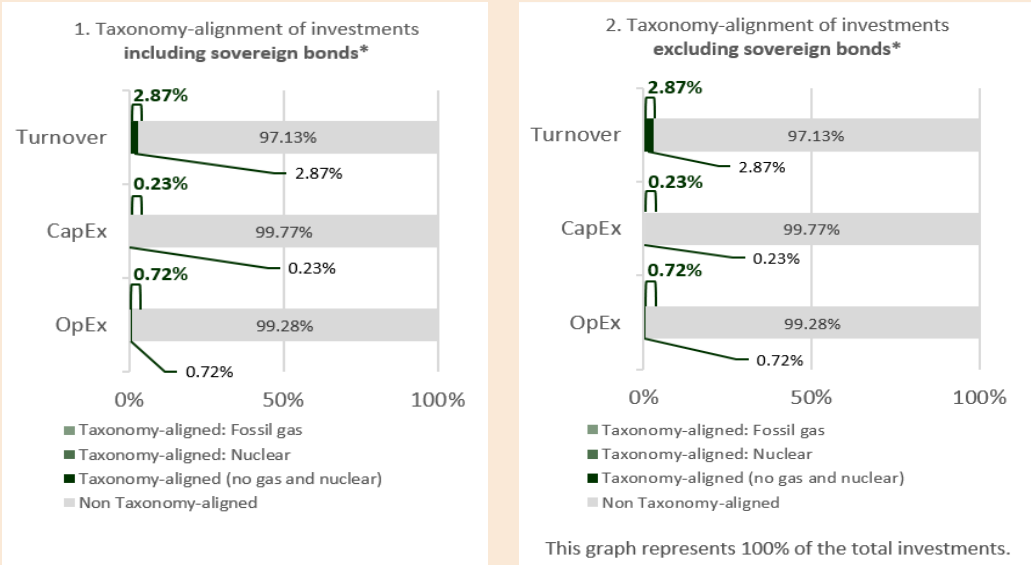 1. Taxonomy-alignment of investments
including sovereign bonds*
2.87%
Turnover
97.13%
2.87%
0.23%
CapEx
99.77%
0.23%
0.72%
OpEx
99.28%
0.72%
0% 50% 100%
Taxonomy-aligned: Fossil gas
Taxonomy-aligned: Nuclear
Taxonomy-aligned (no gas and nuclear)
Non Taxonomy-aligned
2. Taxonomy-alignment of investments
excluding sovereign bonds*
2.87%
Turnover
97.13%
2.87%
0.23%
CapEx
99.77%
0.23%
0.72%
OpEx
99.28%
0.72%
0% 50% 100%
Taxonomy-aligned: Fossil gas
Taxonomy-aligned: Nuclear
Taxonomy-aligned (no gas and nuclear)
Non Taxonomy-aligned
This graph represents 100% of the total investments.